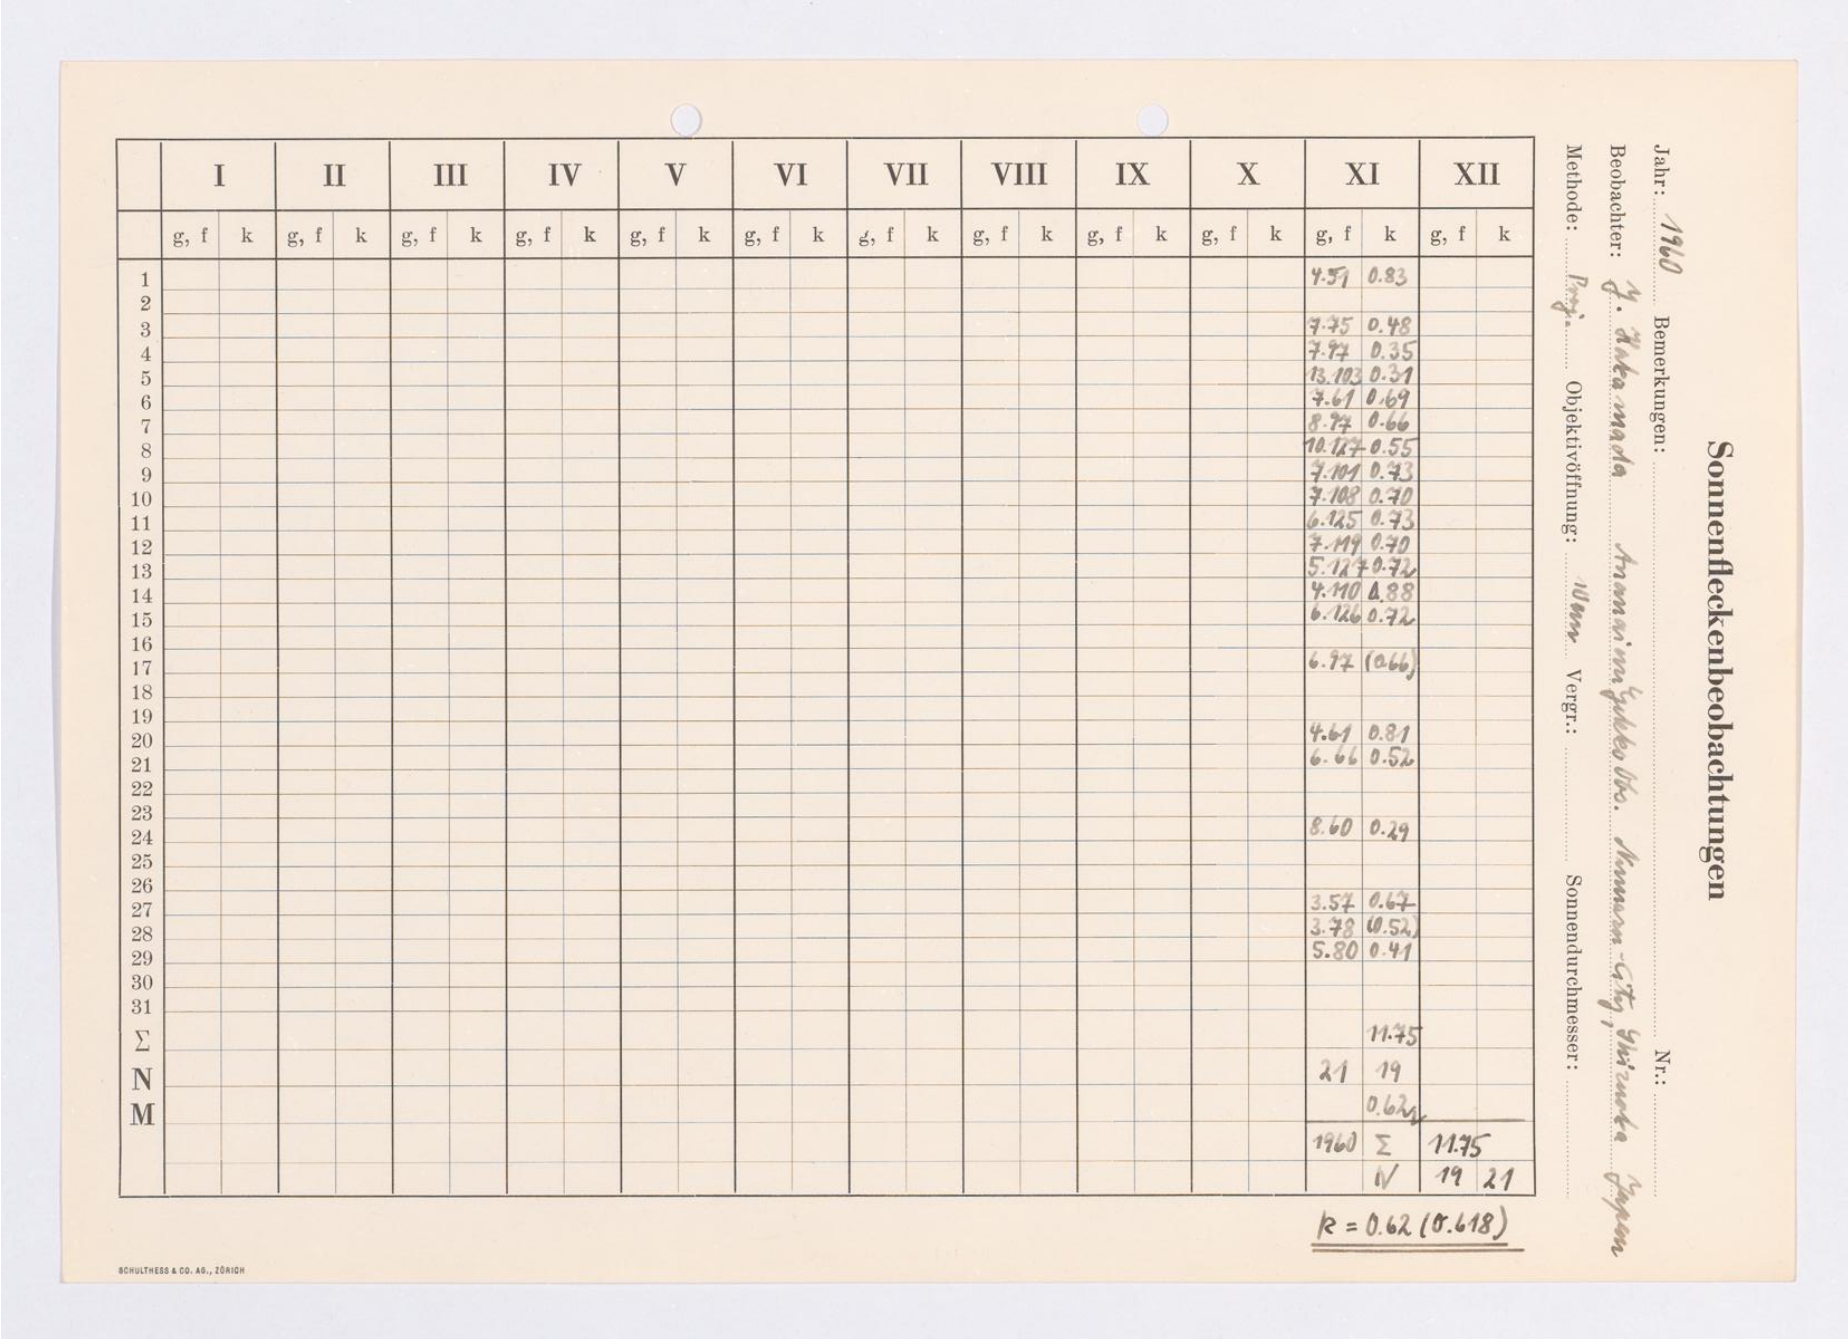 Sonnenfleckenbeobachtungen
Jahr: 1960 Bemerkungen: Nr.:
Beobachter: Y. City, Japan
Methode: Proj. Objektivöffnung: 10 cm Vergr.: Sonnendurchmesser:
I II III IV V VI VII VIII IX X XI XII
g, f k g, f k g, f k g, f k g, f k g, f k g, f k g, f k g, f k g, f k g, f k g, f k
1 4.51 0.83
2
3 7.75 0.48
4 7.97 0.35
5 13.103 0.31
6 7.61 0.69
7 8.97 0.66
8 10.127 0.55
9 7.101 0.73
10 7.108 0.70
11 6.125 0.73
12 7.119 0.70
13 5.127 0.72
14 4.110 0.88
15 6.126 0.72
16
17 6.97 (0.66)
18
19
20 4.61 0.81
21 6.66 0.52
22
23
24 8.60 0.29
25
26
27 3.57 0.67
28 3.78 (0.52)
29 5.80 0.41
30
31
Σ 11.75
N 21 19
M 0.62
1960 Σ 11.75
N 19 21
k = 0.62 (0.618)
SCHULTHESS & CO. AG., ZÜRICH